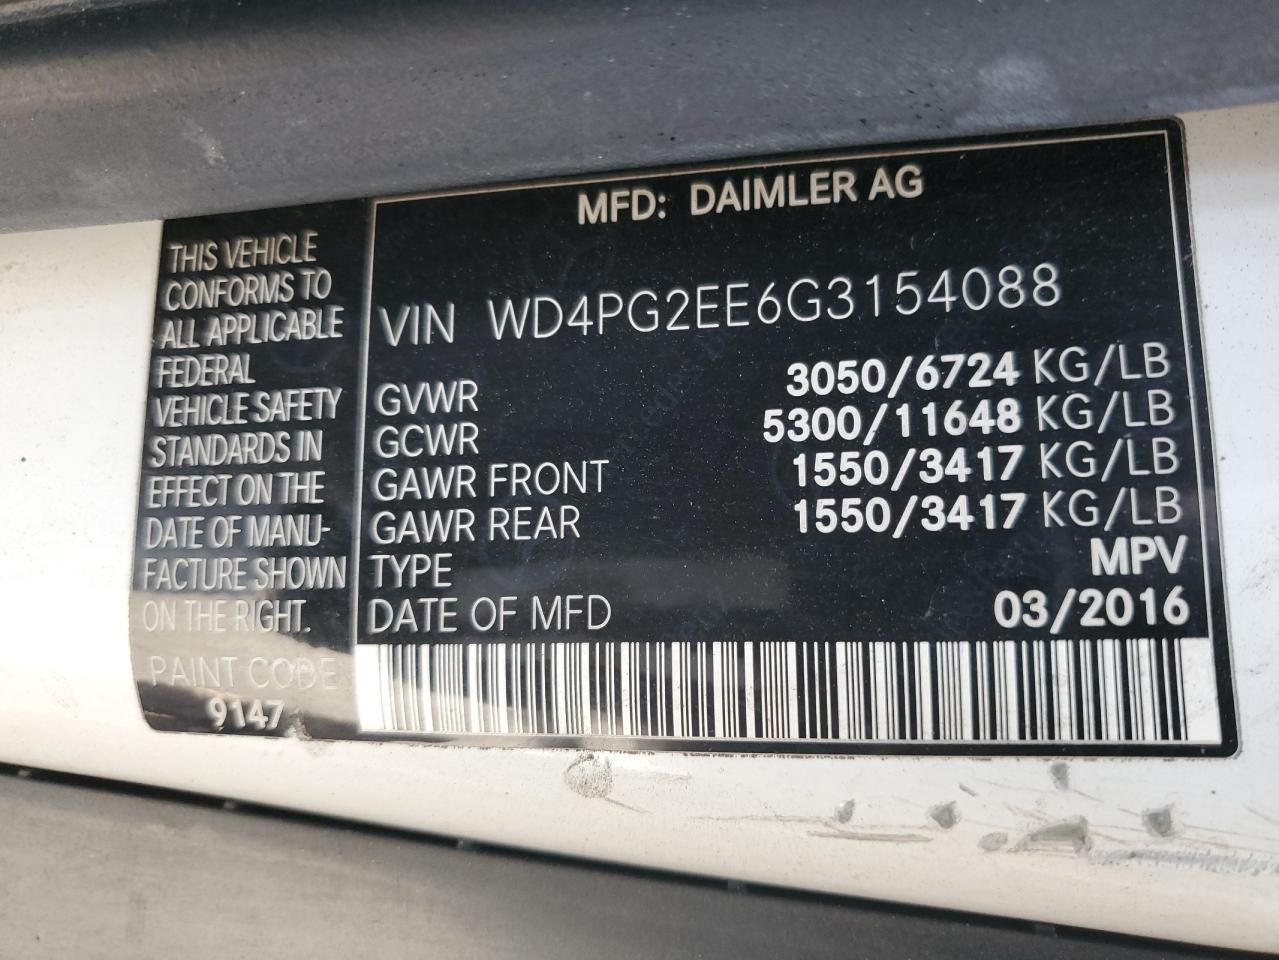 MFD: DAIMLER AG
THIS VEHICLE
CONFORMS TO
ALL APPLICABLE
FEDERAL
VEHICLE SAFETY
STANDARDS IN
EFFECT ON THE
DATE OF MANU-
FACTURE SHOWN
ON THE RIGHT.
PAINT CODE
9147
VIN WD4PG2EE6G3154088
GVWR 3050/6724 KG/LB
GCWR 5300/11648 KG/LB
GAWR FRONT 1550/3417 KG/LB
GAWR REAR 1550/3417 KG/LB
TYPE MPV
DATE OF MFD 03/2016